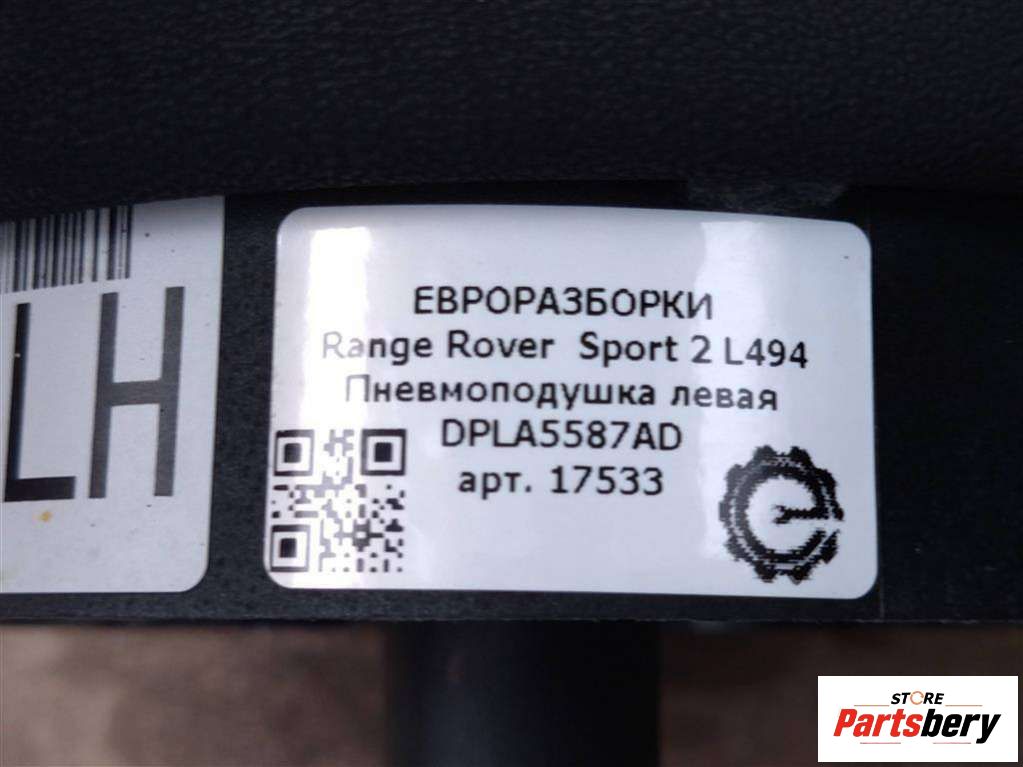 LH
ЕВРОРАЗБОРКИ
Range Rover Sport 2 L494
Пневмоподушка левая
DPLA5587AD
арт. 17533
STORE
Partsbery